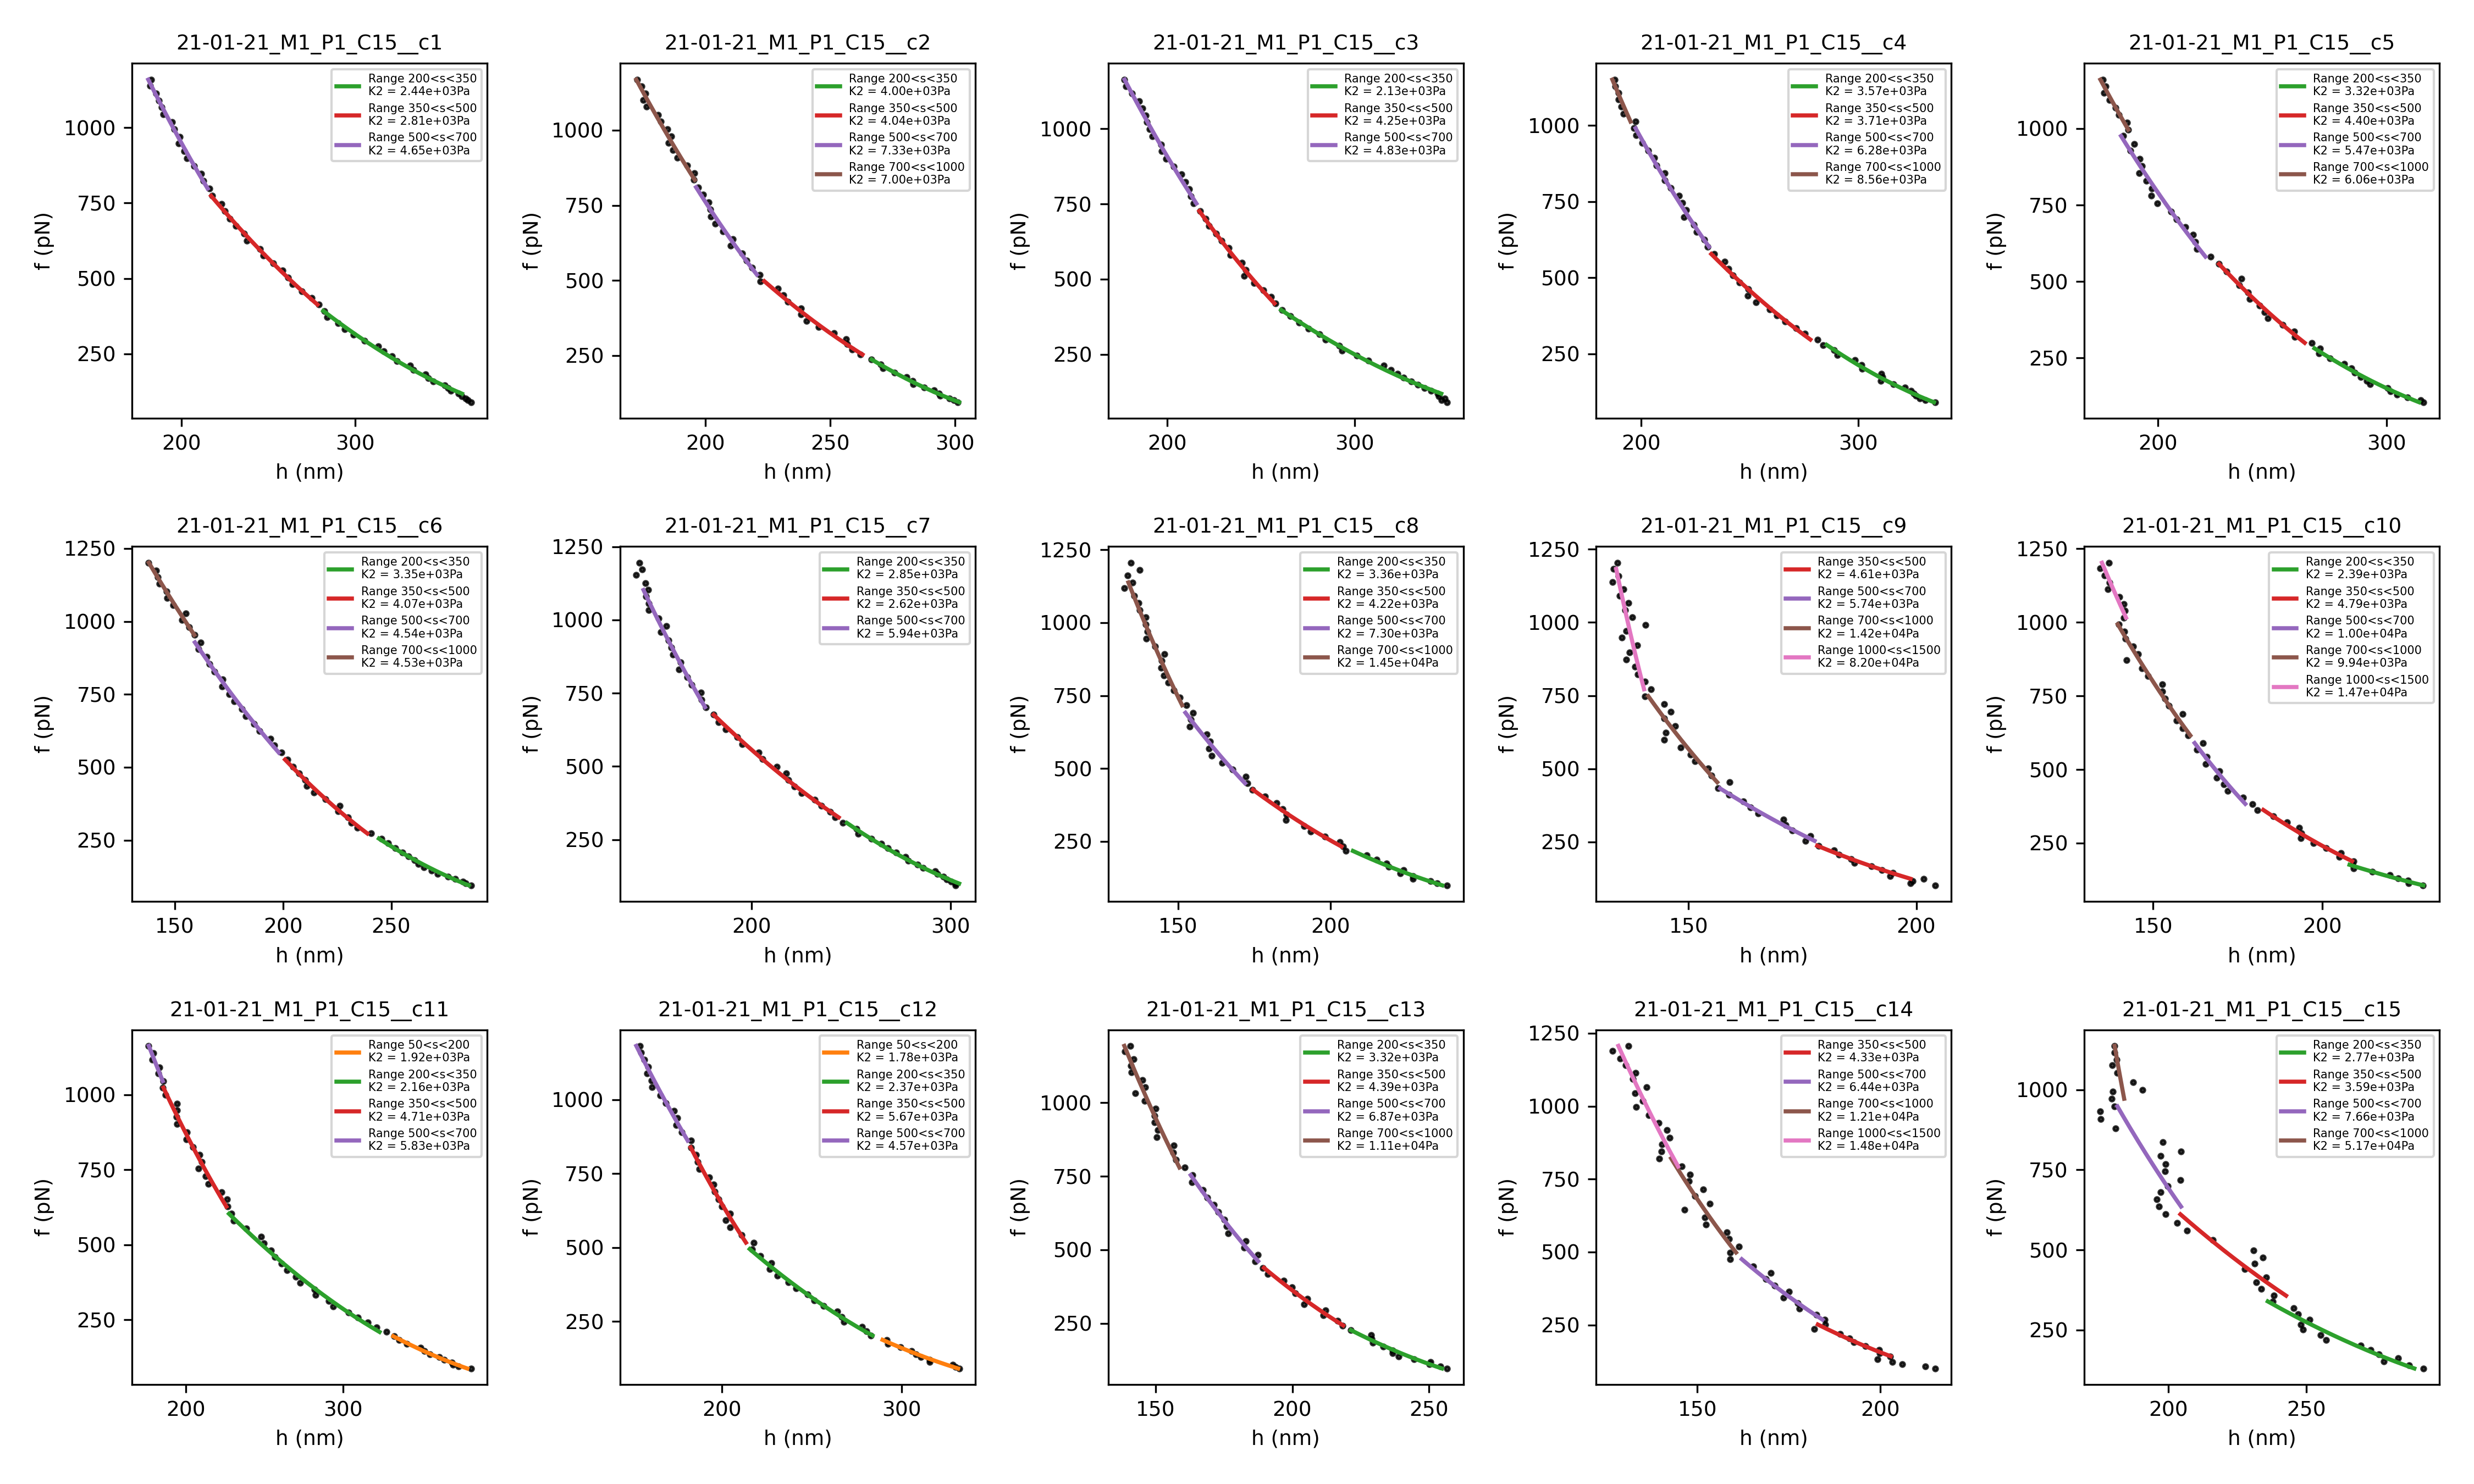 21-01-21_M1_P1_C15__c1
Range 200<s<350
K2 = 2.44e+03Pa
Range 350<s<500
K2 = 2.81e+03Pa
Range 500<s<700
K2 = 4.65e+03Pa
1000
750
500
250
f (pN)
200 300
h (nm)
21-01-21_M1_P1_C15__c2
Range 200<s<350
K2 = 4.00e+03Pa
Range 350<s<500
K2 = 4.04e+03Pa
Range 500<s<700
K2 = 7.33e+03Pa
Range 700<s<1000
K2 = 7.00e+03Pa
1000
750
500
250
f (pN)
200 250 300
h (nm)
21-01-21_M1_P1_C15__c3
Range 200<s<350
K2 = 2.13e+03Pa
Range 350<s<500
K2 = 4.25e+03Pa
Range 500<s<700
K2 = 4.83e+03Pa
1000
750
500
250
f (pN)
200 300
h (nm)
21-01-21_M1_P1_C15__c4
Range 200<s<350
K2 = 3.57e+03Pa
Range 350<s<500
K2 = 3.71e+03Pa
Range 500<s<700
K2 = 6.28e+03Pa
Range 700<s<1000
K2 = 8.56e+03Pa
1000
750
500
250
f (pN)
200 300
h (nm)
21-01-21_M1_P1_C15__c5
Range 200<s<350
K2 = 3.32e+03Pa
Range 350<s<500
K2 = 4.40e+03Pa
Range 500<s<700
K2 = 5.47e+03Pa
Range 700<s<1000
K2 = 6.06e+03Pa
1000
750
500
250
f (pN)
200 300
h (nm)
21-01-21_M1_P1_C15__c6
Range 200<s<350
K2 = 3.35e+03Pa
Range 350<s<500
K2 = 4.07e+03Pa
Range 500<s<700
K2 = 4.54e+03Pa
Range 700<s<1000
K2 = 4.53e+03Pa
1250
1000
750
500
250
f (pN)
150 200 250
h (nm)
21-01-21_M1_P1_C15__c7
Range 200<s<350
K2 = 2.85e+03Pa
Range 350<s<500
K2 = 2.62e+03Pa
Range 500<s<700
K2 = 5.94e+03Pa
1250
1000
750
500
250
f (pN)
200 300
h (nm)
21-01-21_M1_P1_C15__c8
Range 200<s<350
K2 = 3.36e+03Pa
Range 350<s<500
K2 = 4.22e+03Pa
Range 500<s<700
K2 = 7.30e+03Pa
Range 700<s<1000
K2 = 1.45e+04Pa
1250
1000
750
500
250
f (pN)
150 200
h (nm)
21-01-21_M1_P1_C15__c9
Range 350<s<500
K2 = 4.61e+03Pa
Range 500<s<700
K2 = 5.74e+03Pa
Range 700<s<1000
K2 = 1.42e+04Pa
Range 1000<s<1500
K2 = 8.20e+04Pa
1250
1000
750
500
250
f (pN)
150 200
h (nm)
21-01-21_M1_P1_C15__c10
Range 200<s<350
K2 = 2.39e+03Pa
Range 350<s<500
K2 = 4.79e+03Pa
Range 500<s<700
K2 = 1.00e+04Pa
Range 700<s<1000
K2 = 9.94e+03Pa
Range 1000<s<1500
K2 = 1.47e+04Pa
1250
1000
750
500
250
f (pN)
150 200
h (nm)
21-01-21_M1_P1_C15__c11
Range 50<s<200
K2 = 1.92e+03Pa
Range 200<s<350
K2 = 2.16e+03Pa
Range 350<s<500
K2 = 4.71e+03Pa
Range 500<s<700
K2 = 5.83e+03Pa
1000
750
500
250
f (pN)
200 300
h (nm)
21-01-21_M1_P1_C15__c12
Range 50<s<200
K2 = 1.78e+03Pa
Range 200<s<350
K2 = 2.37e+03Pa
Range 350<s<500
K2 = 5.67e+03Pa
Range 500<s<700
K2 = 4.57e+03Pa
1000
750
500
250
f (pN)
200 300
h (nm)
21-01-21_M1_P1_C15__c13
Range 200<s<350
K2 = 3.32e+03Pa
Range 350<s<500
K2 = 4.39e+03Pa
Range 500<s<700
K2 = 6.87e+03Pa
Range 700<s<1000
K2 = 1.11e+04Pa
1000
750
500
250
f (pN)
150 200 250
h (nm)
21-01-21_M1_P1_C15__c14
Range 350<s<500
K2 = 4.33e+03Pa
Range 500<s<700
K2 = 6.44e+03Pa
Range 700<s<1000
K2 = 1.21e+04Pa
Range 1000<s<1500
K2 = 1.48e+04Pa
1250
1000
750
500
250
f (pN)
150 200
h (nm)
21-01-21_M1_P1_C15__c15
Range 200<s<350
K2 = 2.77e+03Pa
Range 350<s<500
K2 = 3.59e+03Pa
Range 500<s<700
K2 = 7.66e+03Pa
Range 700<s<1000
K2 = 5.17e+04Pa
1000
750
500
250
f (pN)
200 250
h (nm)